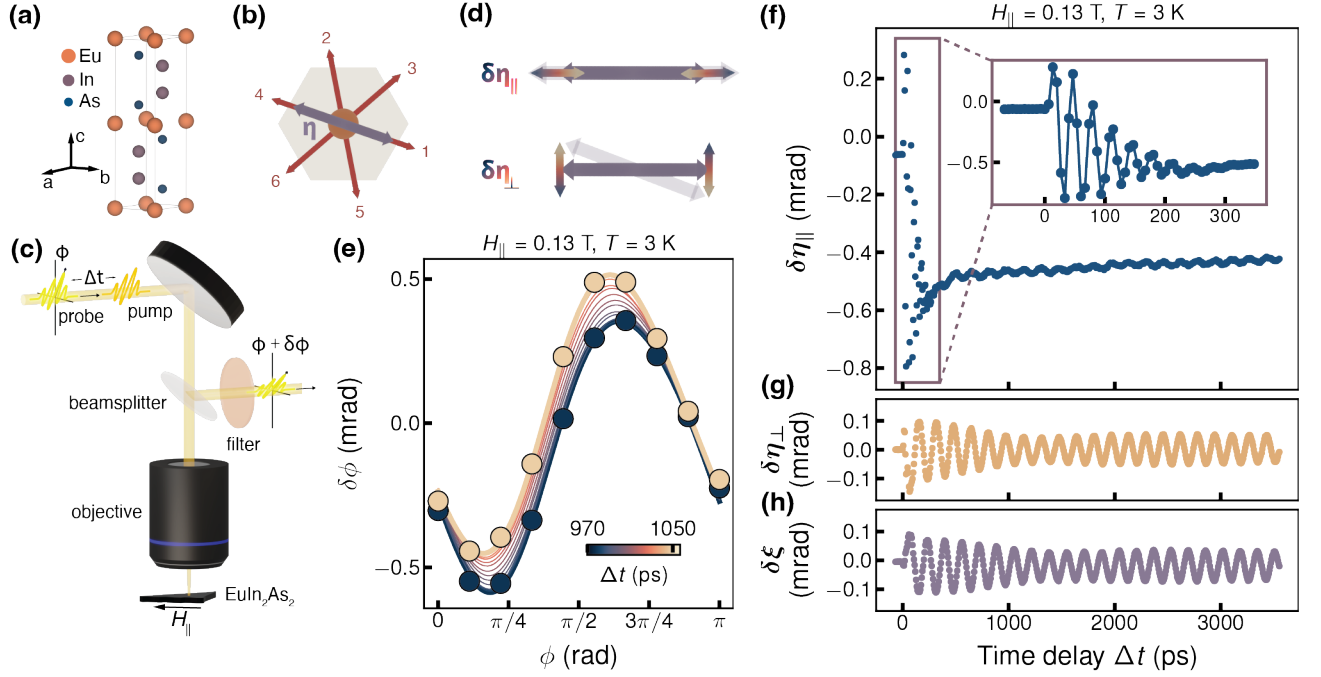 (a)
Eu
In
As
c
a
b
(b)
2
3
4
η
1
6
5
(c)
ϕ
Δt
probe
pump
ϕ + δϕ
beamsplitter
filter
objective
EuIn₂As₂
H∥
(d)
δη∥
δη⊥
(e)
H∥ = 0.13 T, T = 3 K
0.5
0.0
−0.5
δϕ (mrad)
970
1050
Δt (ps)
0
π/4
π/2
3π/4
π
ϕ (rad)
(f)
H∥ = 0.13 T, T = 3 K
0.2
0.0
−0.2
−0.4
−0.6
−0.8
δη∥ (mrad)
0.0
−0.5
0
100
200
300
(g)
0.1
0.0
−0.1
δη⊥
(mrad)
(h)
0.1
0.0
−0.1
δξ
(mrad)
0
1000
2000
3000
Time delay Δt (ps)